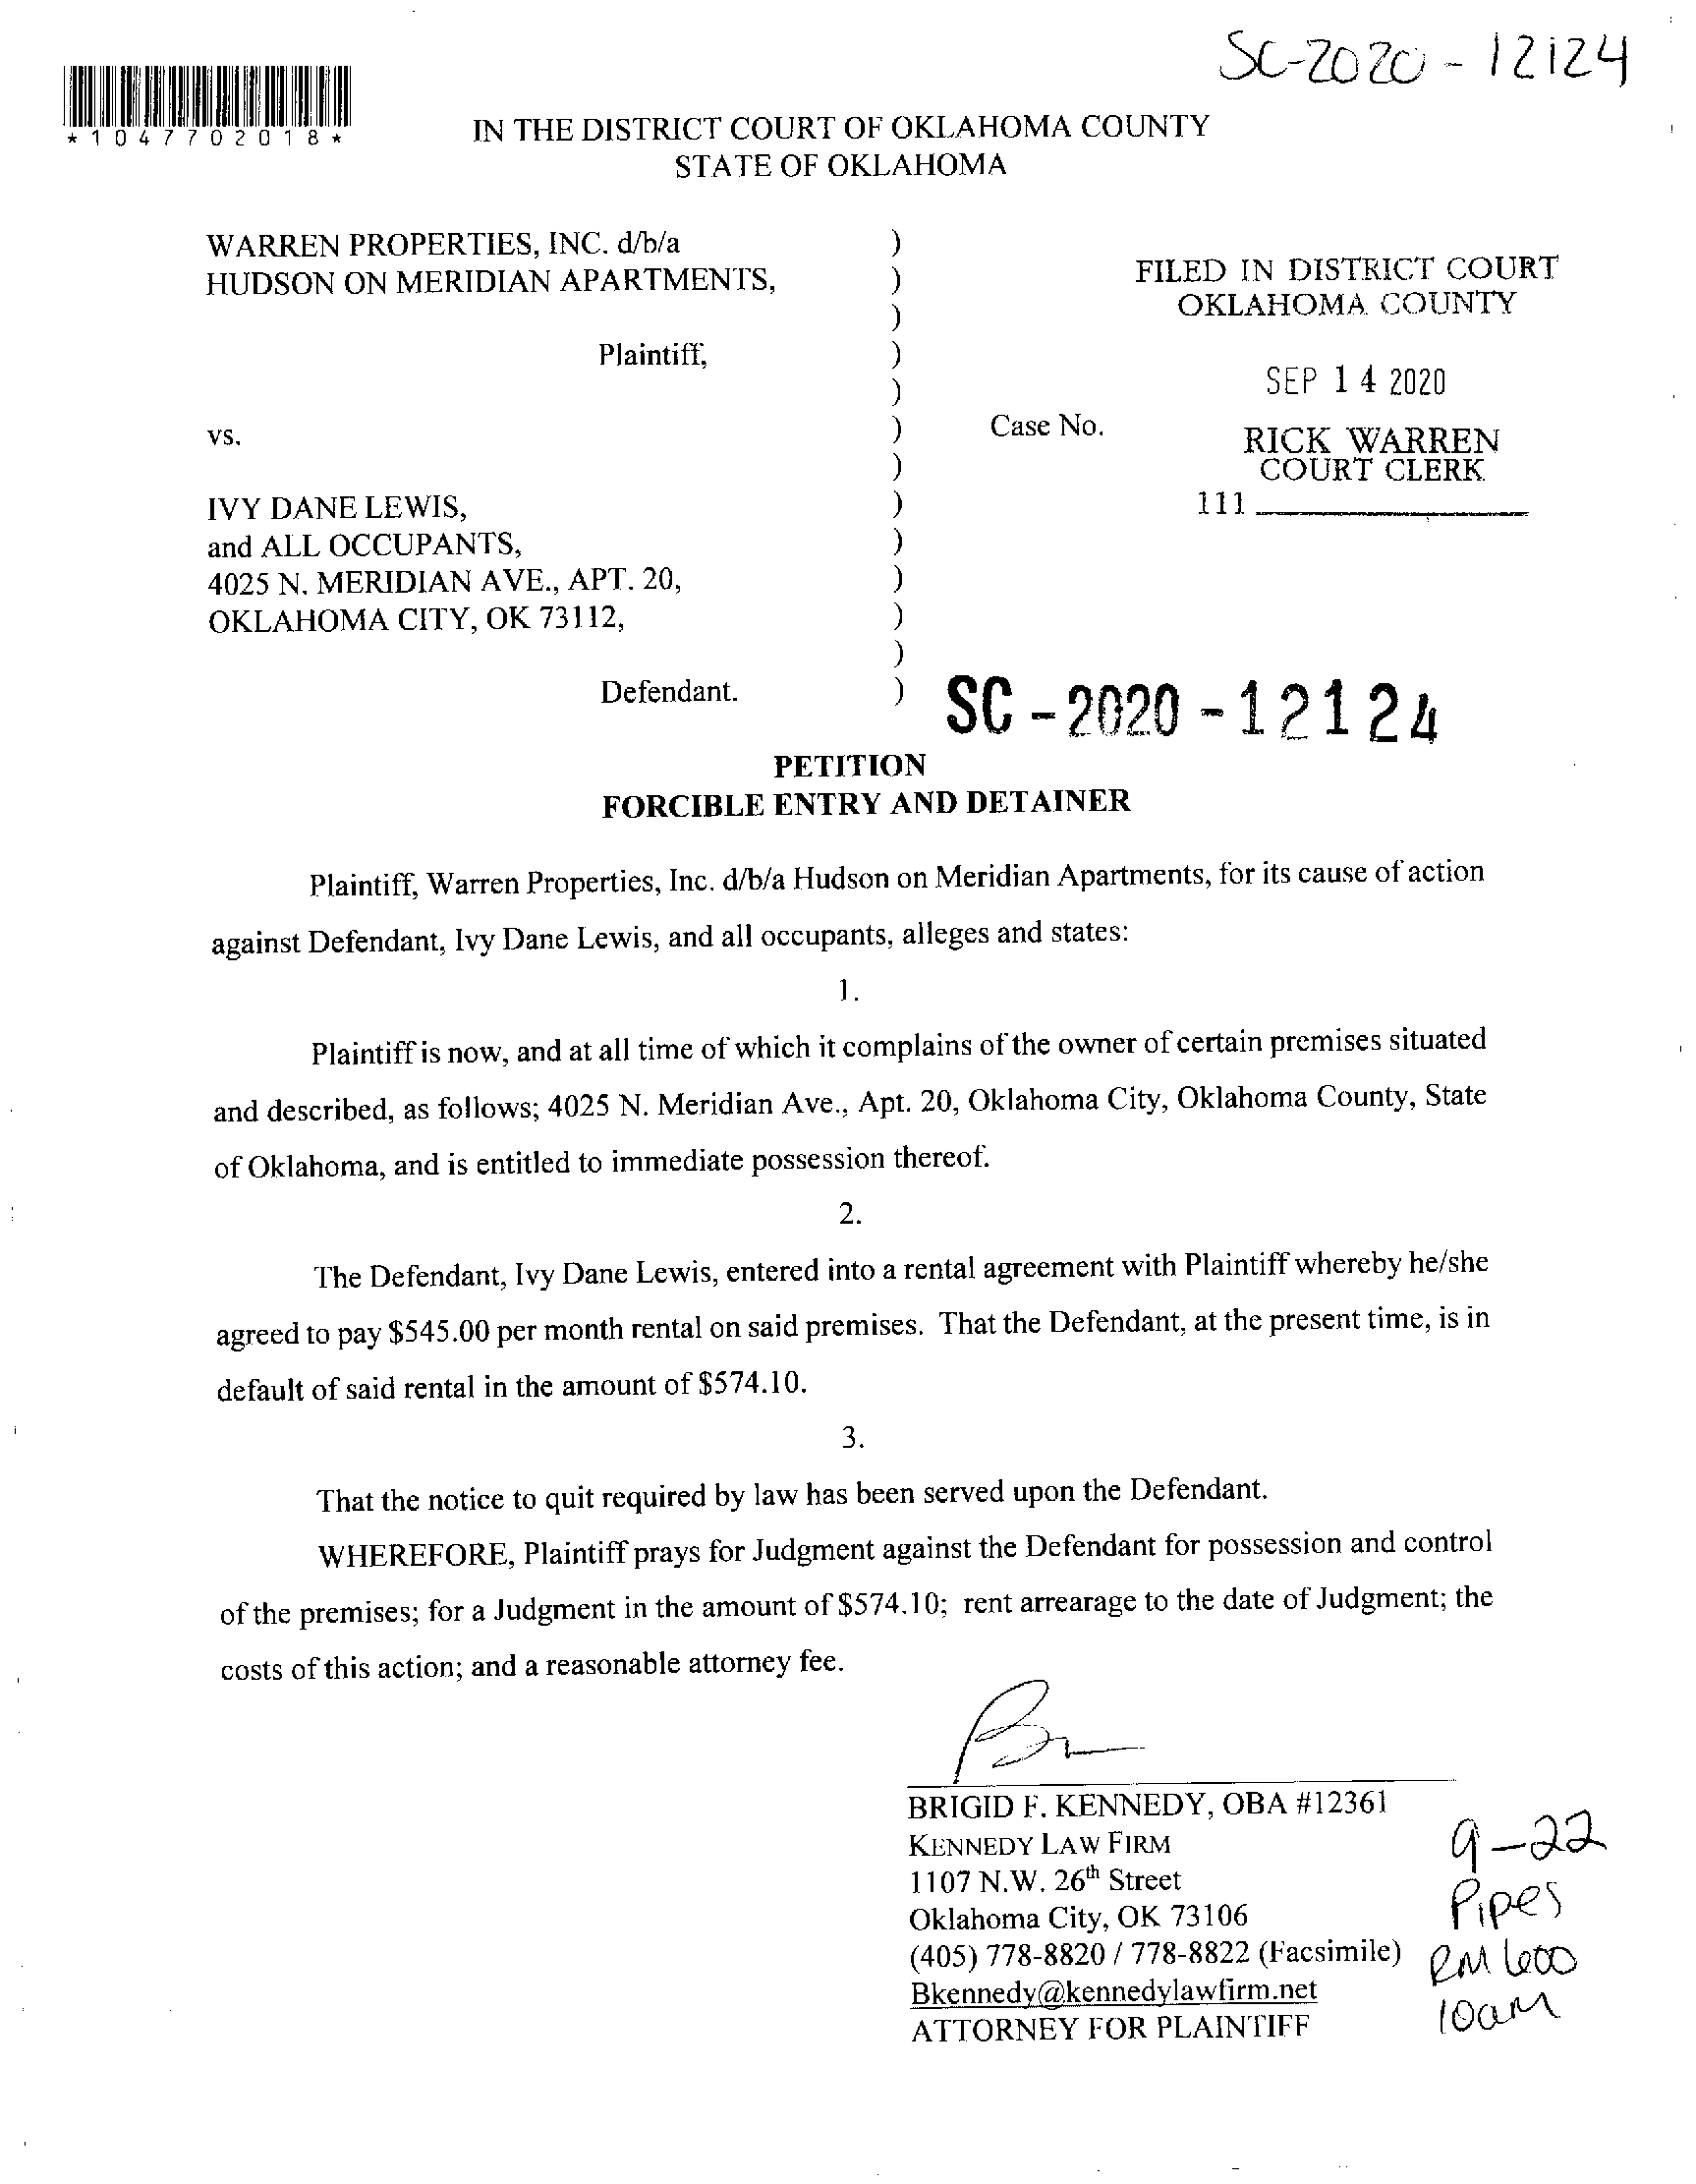 SC-2020-12124
*1047702018*
IN THE DISTRICT COURT OF OKLAHOMA COUNTY
STATE OF OKLAHOMA
WARREN PROPERTIES, INC. d/b/a )
HUDSON ON MERIDIAN APARTMENTS, )
)
Plaintiff, )
)
vs. ) Case No.
)
IVY DANE LEWIS, )
and ALL OCCUPANTS, )
4025 N. MERIDIAN AVE., APT. 20, )
OKLAHOMA CITY, OK 73112, )
)
Defendant. )
FILED IN DISTRICT COURT
OKLAHOMA COUNTY
SEP 14 2020
RICK WARREN
COURT CLERK
111
SC-2020-12124
PETITION
FORCIBLE ENTRY AND DETAINER
Plaintiff, Warren Properties, Inc. d/b/a Hudson on Meridian Apartments, for its cause of action
against Defendant, Ivy Dane Lewis, and all occupants, alleges and states:
1.
Plaintiff is now, and at all time of which it complains of the owner of certain premises situated
and described, as follows; 4025 N. Meridian Ave., Apt. 20, Oklahoma City, Oklahoma County, State
of Oklahoma, and is entitled to immediate possession thereof.
2.
The Defendant, Ivy Dane Lewis, entered into a rental agreement with Plaintiff whereby he/she
agreed to pay $545.00 per month rental on said premises. That the Defendant, at the present time, is in
default of said rental in the amount of $574.10.
3.
That the notice to quit required by law has been served upon the Defendant.
WHEREFORE, Plaintiff prays for Judgment against the Defendant for possession and control
of the premises; for a Judgment in the amount of $574.10; rent arrearage to the date of Judgment; the
costs of this action; and a reasonable attorney fee.
BRIGID F. KENNEDY, OBA #12361
KENNEDY LAW FIRM
1107 N.W. 26th Street
Oklahoma City, OK 73106
(405) 778-8820 / 778-8822 (Facsimile)
Bkennedy@kennedylawfirm.net
ATTORNEY FOR PLAINTIFF
9-22
Pipes
RM 600
10am